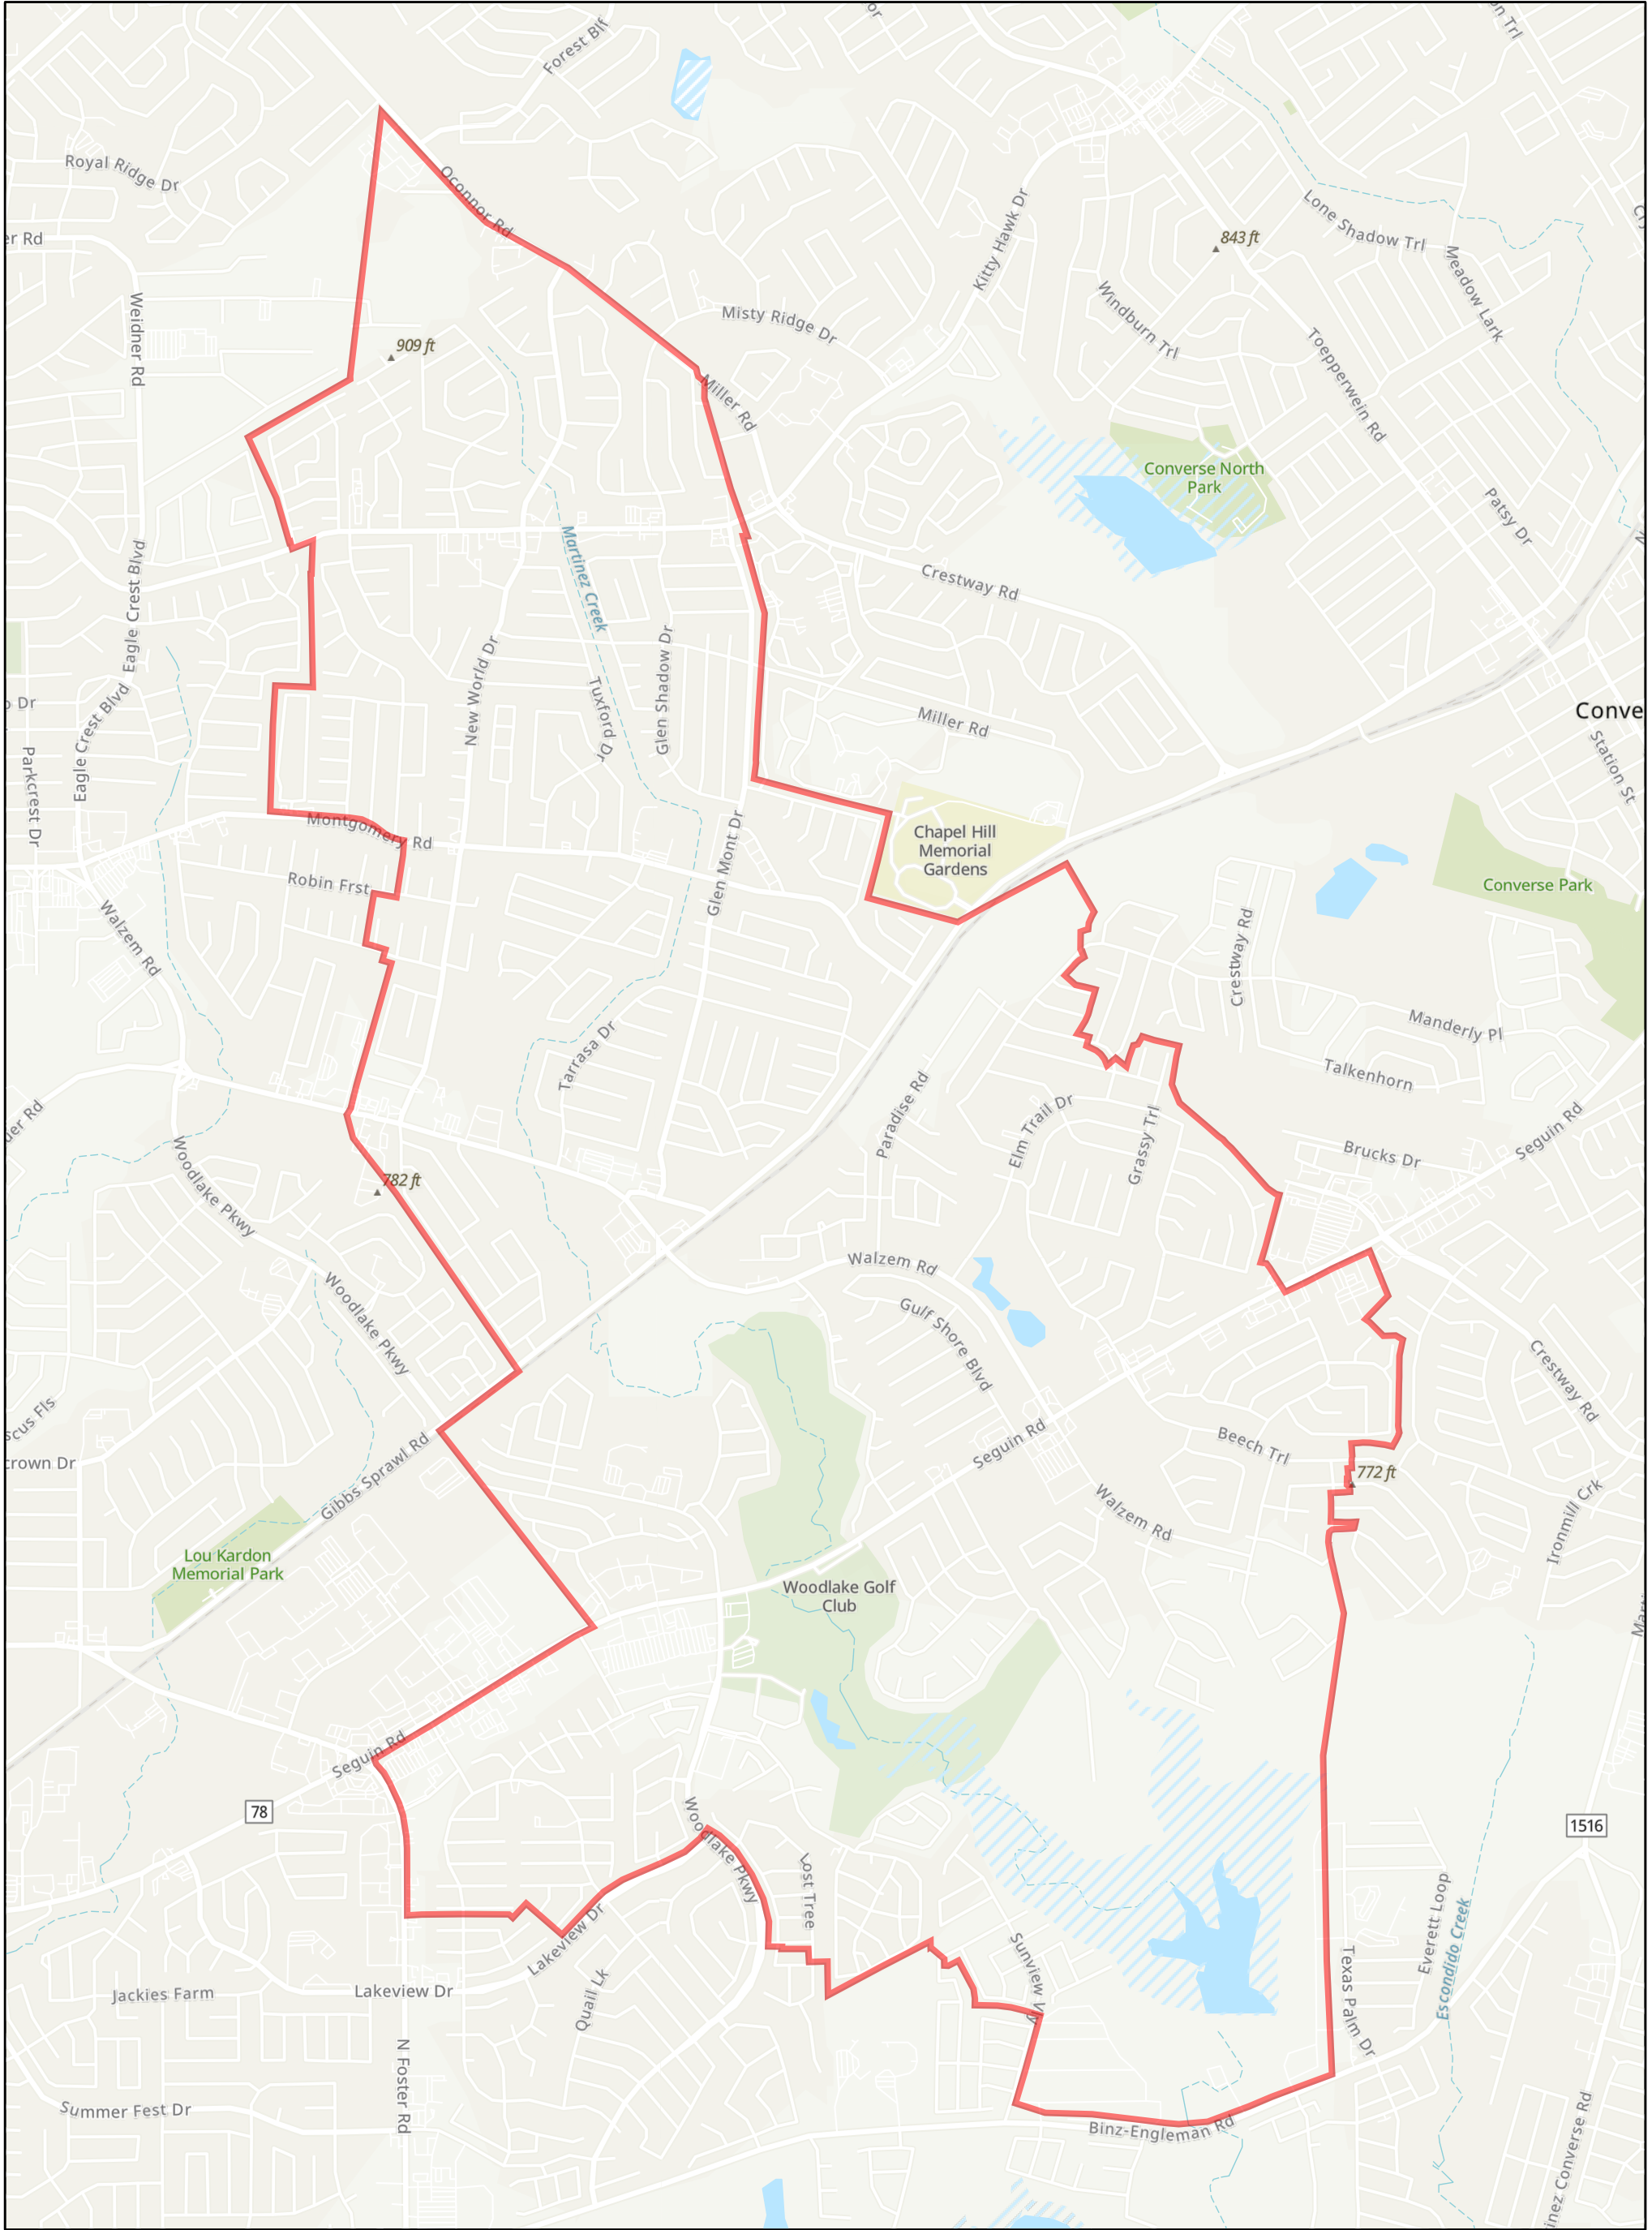 Forest Blf
Royal Ridge Dr
Oconnor Rd
er Rd
Kitty Hawk Dr
843 ft
Lone Shadow Trl
Meadow Lark
Weidner Rd
909 ft
Misty Ridge Dr
Windburn Trl
Toepperwein Rd
Miller Rd
Converse North
Park
Patsy Dr
Martinez Creek
Crestway Rd
Eagle Crest Blvd
New World Dr
Glen Shadow Dr
Tuxford Dr
Eagle Crest Blvd
Miller Rd
Conve
Station St
Parkcrest Dr
Montgomery Rd
Chapel Hill
Memorial
Gardens
Glen Mont Dr
Robin Frst
Converse Park
Walzem Rd
Crestway Rd
Manderly Pl
Tarrasa Dr
Talkenhorn
Paradise Rd
Elm Trail Dr
Grassy Trl
Seguin Rd
Brucks Dr
Woodlake Pkwy
782 ft
Walzem Rd
Woodlake Pkwy
Gulf Shore Blvd
Crestway Rd
scus Fls
crown Dr
Gibbs Sprawl Rd
Seguin Rd
Beech Trl
772 ft
Walzem Rd
Ironmill Crk
Lou Kardon
Memorial Park
Woodlake Golf
Club
Seguin Rd
78
1516
Woodlake Pkwy
Lost Tree
Everett Loop
Escondido Creek
Lakeview Dr
Sunview Vly
Texas Palm Dr
Jackies Farm
Lakeview Dr
Quail Lk
N Foster Rd
Summer Fest Dr
Binz-Engleman Rd
inez Converse Rd